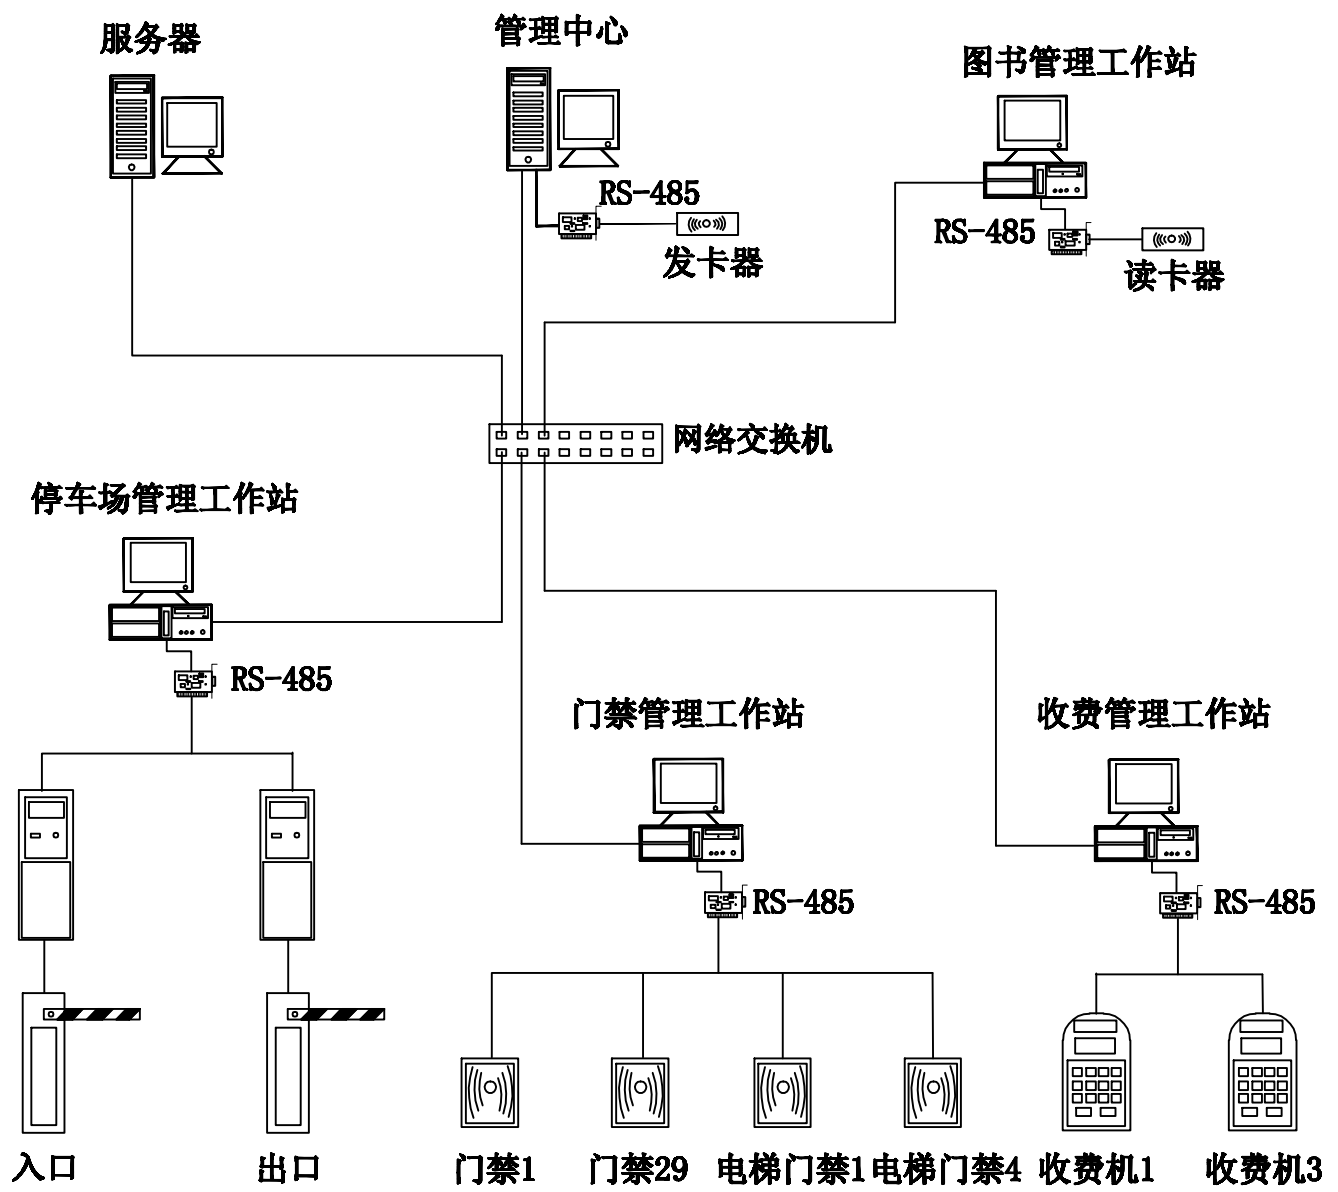 服务器
管理中心
图书管理工作站
RS-485
发卡器
RS-485
读卡器
网络交换机
停车场管理工作站
RS-485
门禁管理工作站
收费管理工作站
RS-485
RS-485
入口
出口
门禁1
门禁29
电梯门禁1
电梯门禁4
收费机1
收费机3